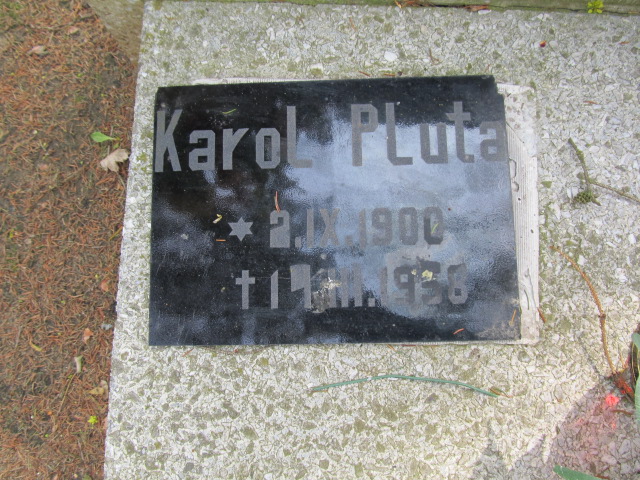 Karol Pluta
* 2.IX.1900